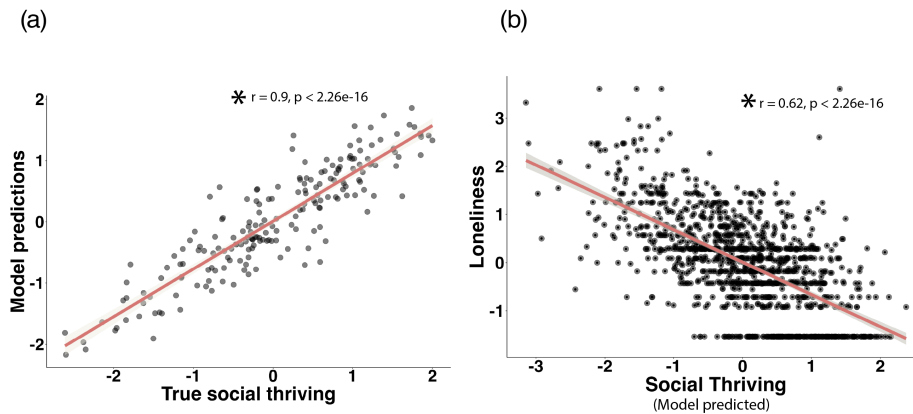 (a)
* r = 0.9, p < 2.26e-16
2
1
0
-1
-2
Model predictions
-2
-1
0
1
2
True social thriving
(b)
* r = 0.62, p < 2.26e-16
3
2
1
0
-1
Loneliness
-3
-2
-1
0
1
2
Social Thriving
(Model predicted)